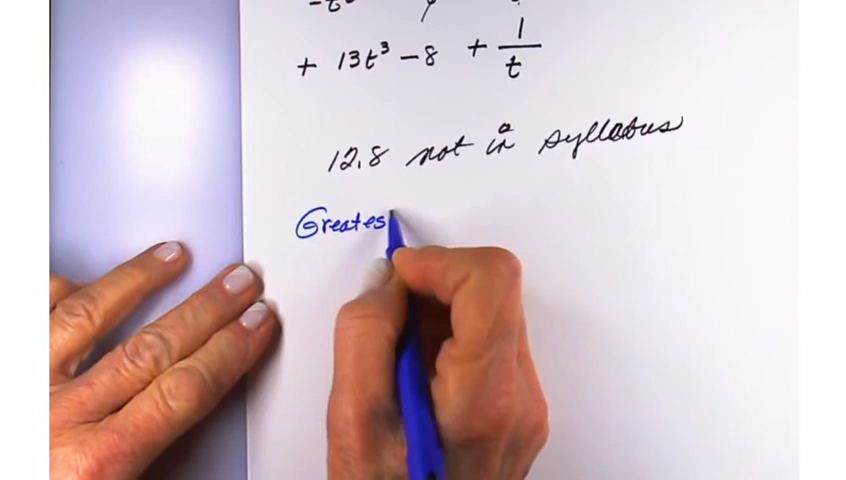 + 13t³ - 8 + 1/t
12.8 not in syllabus
Greates